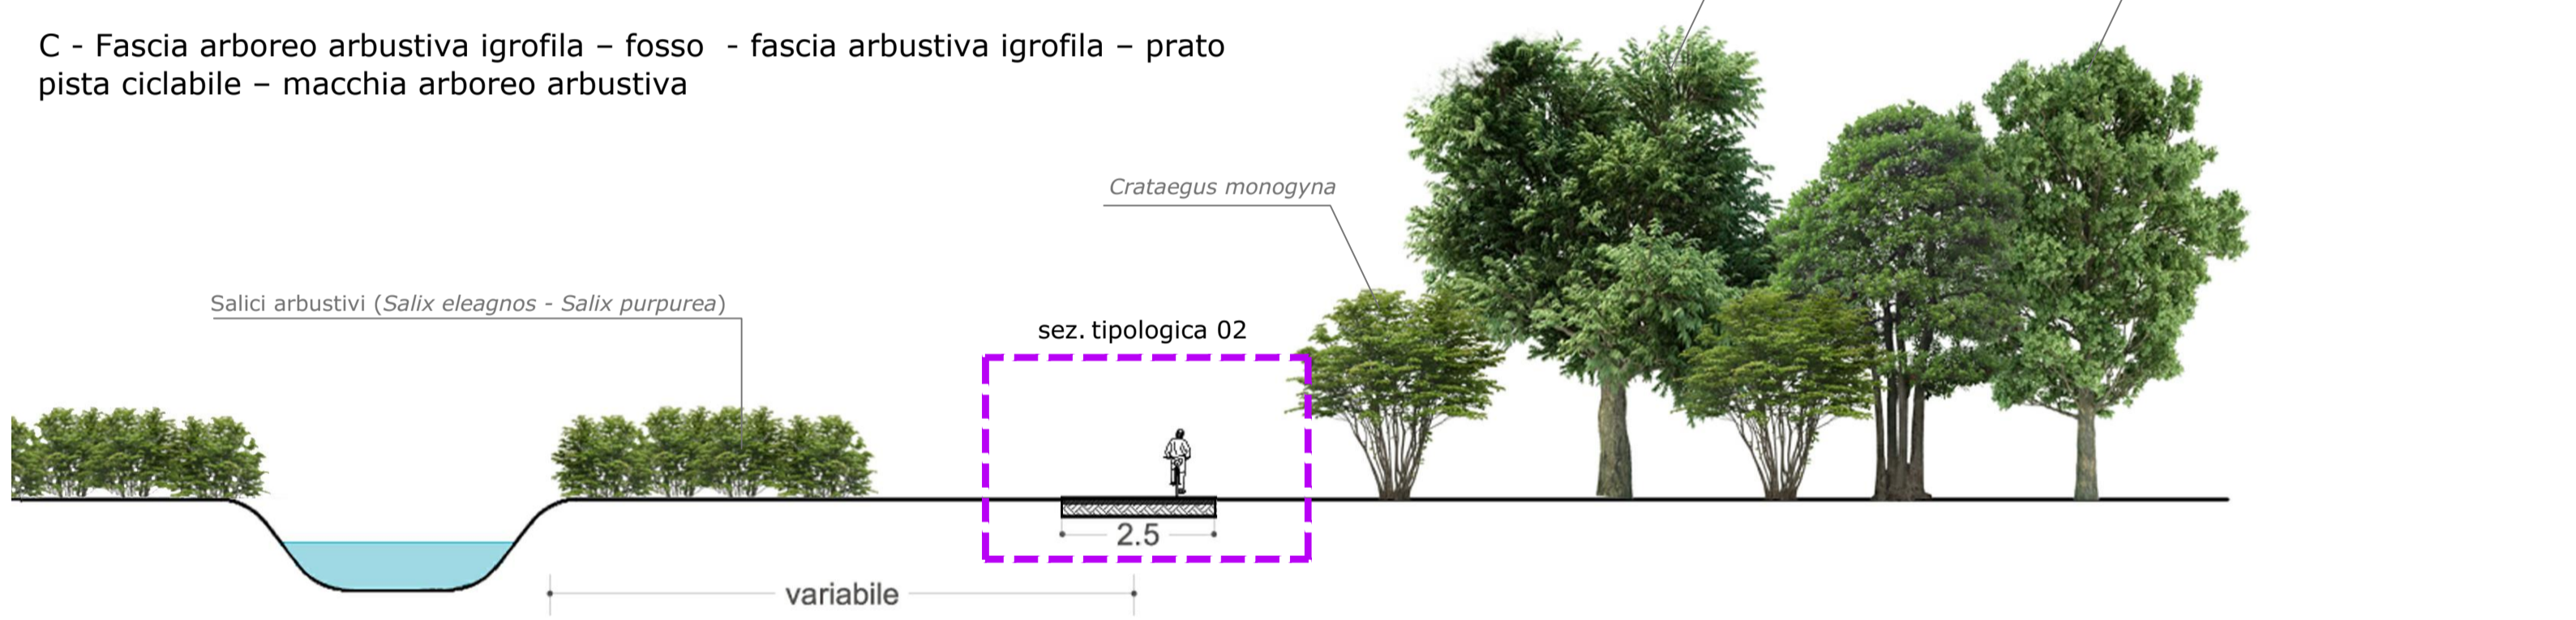 C - Fascia arboreo arbustiva igrofila – fosso - fascia arbustiva igrofila – prato
pista ciclabile – macchia arboreo arbustiva
Crataegus monogyna
Salici arbustivi (Salix eleagnos - Salix purpurea)
sez. tipologica 02
2.5
variabile